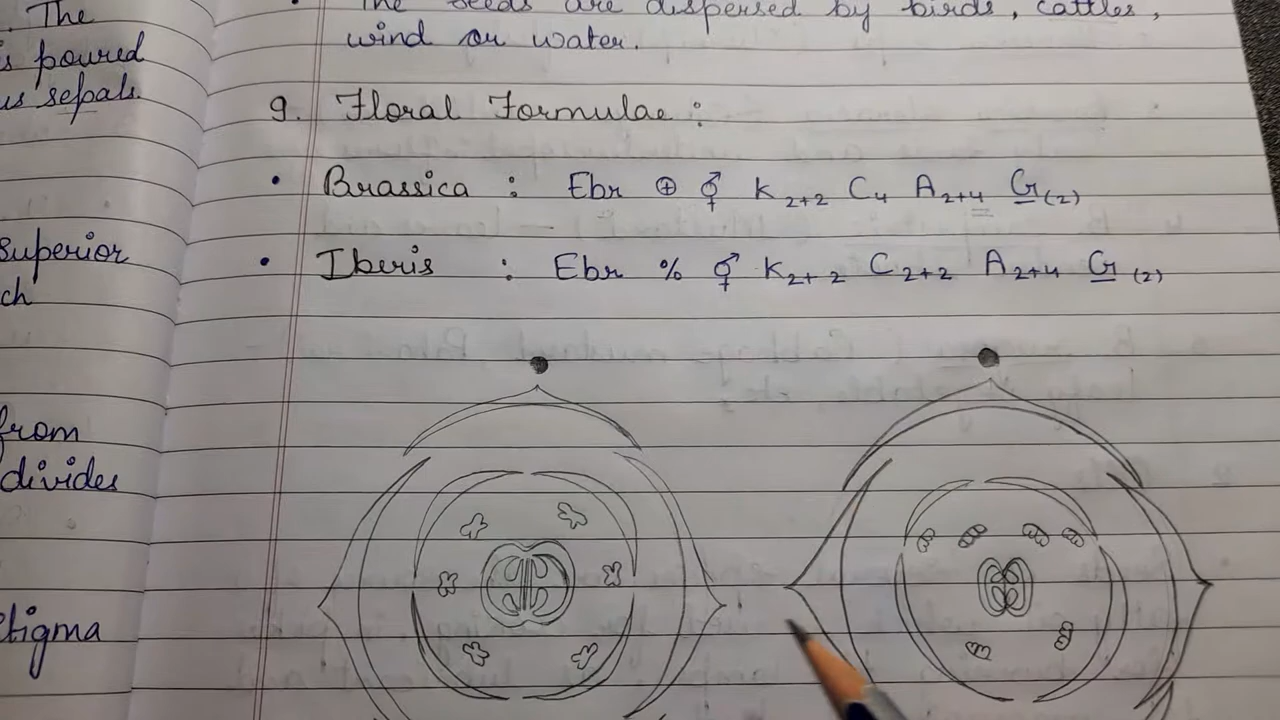 . The
s poured
us sepals.
superior
ch
from
divides
Stigma
• The seeds are dispersed by birds, cattles,
wind or water.
9. Floral Formulae :
• Brassica : Ebr ⊕ ⚥ K2+2 C4 A2+4 G(2)
• Iberis : Ebr % ⚥ K2+2 C2+2 A2+4 G(2)